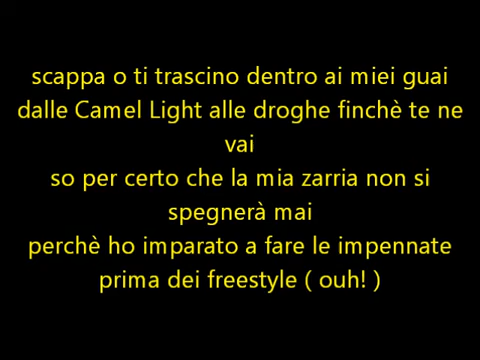 scappa o ti trascino dentro ai miei guai
dalle Camel Light alle droghe finchè te ne
vai
so per certo che la mia zarria non si
spegnerà mai
perchè ho imparato a fare le impennate
prima dei freestyle ( ouh! )